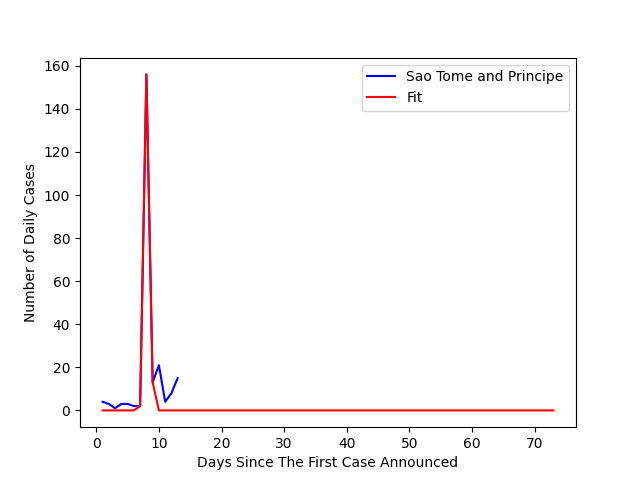 Sao Tome and Principe
Fit
160
140
120
100
80
60
40
20
0
Number of Daily Cases
0 10 20 30 40 50 60 70
Days Since The First Case Announced